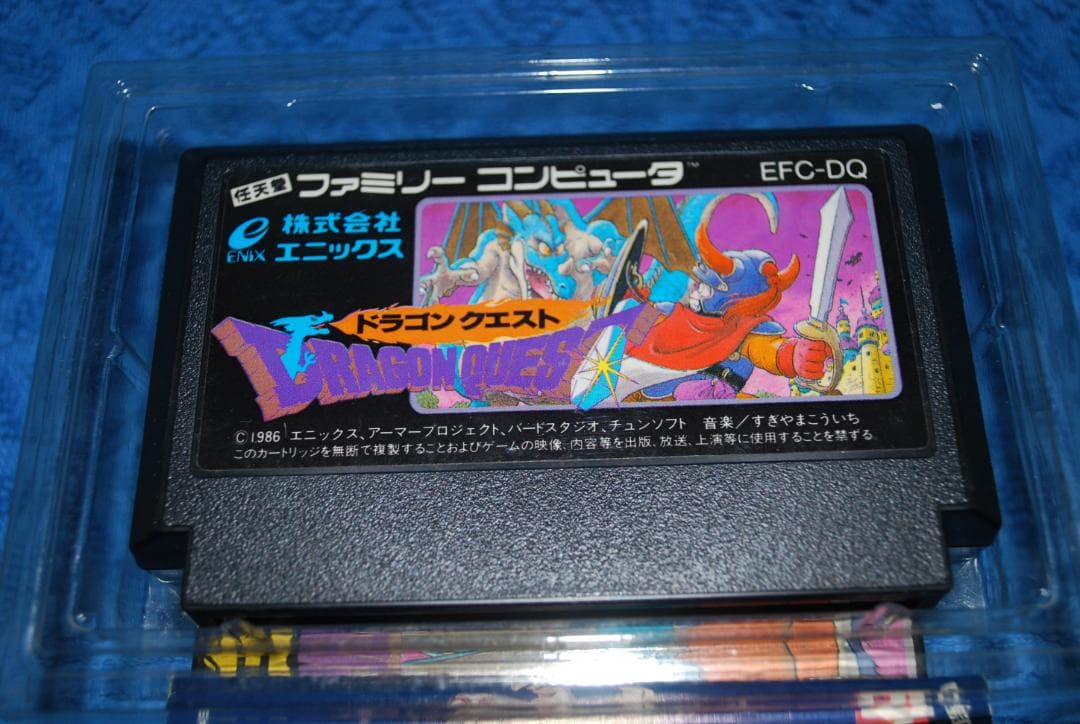 任天堂 ファミリー コンピュータ™ EFC-DQ
ENIX 株式会社
エニックス
ドラゴンクエスト
DRAGON QUEST
© 1986 エニックス、アーマープロジェクト、バードスタジオ、チュンソフト 音楽/すぎやまこういち
このカートリッジを無断で複製することおよびゲームの映像、内容等を出版、放送、上演等に使用することを禁ずる